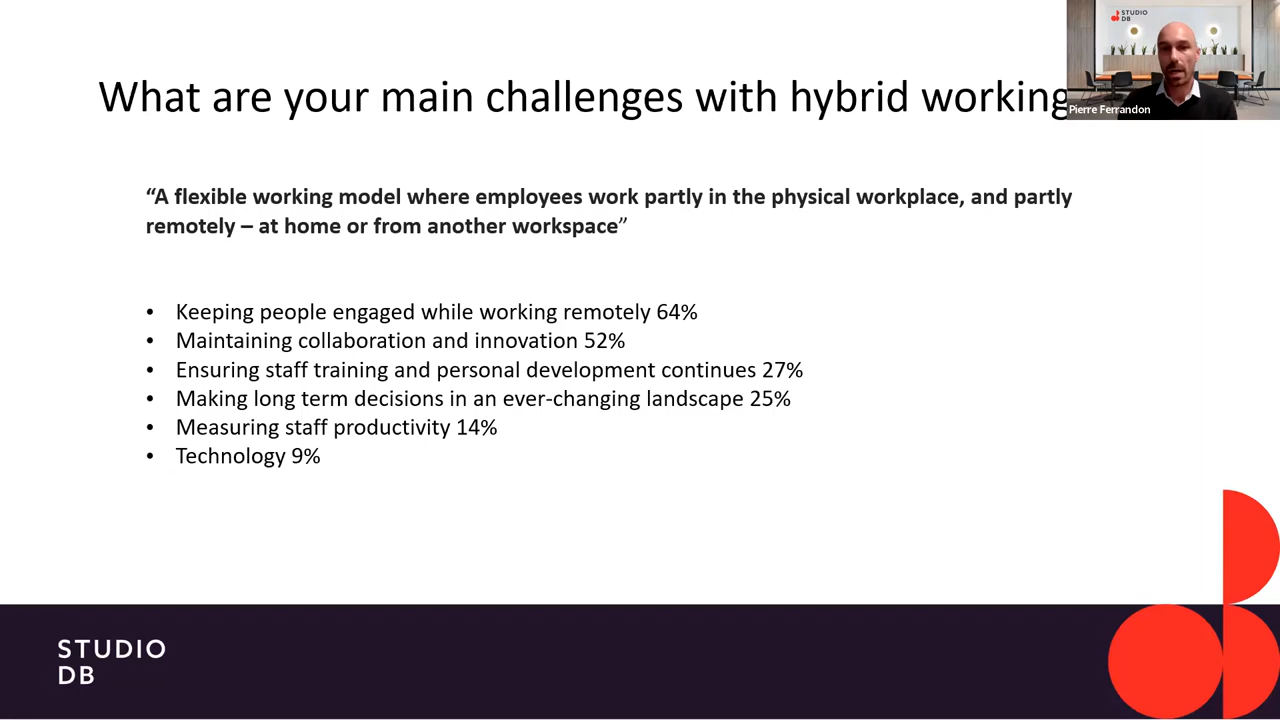 STUDIO
DB
What are your main challenges with hybrid working
Pierre Ferrandon
“A flexible working model where employees work partly in the physical workplace, and partly
remotely – at home or from another workspace”
• Keeping people engaged while working remotely 64%
• Maintaining collaboration and innovation 52%
• Ensuring staff training and personal development continues 27%
• Making long term decisions in an ever-changing landscape 25%
• Measuring staff productivity 14%
• Technology 9%
STUDIO
DB